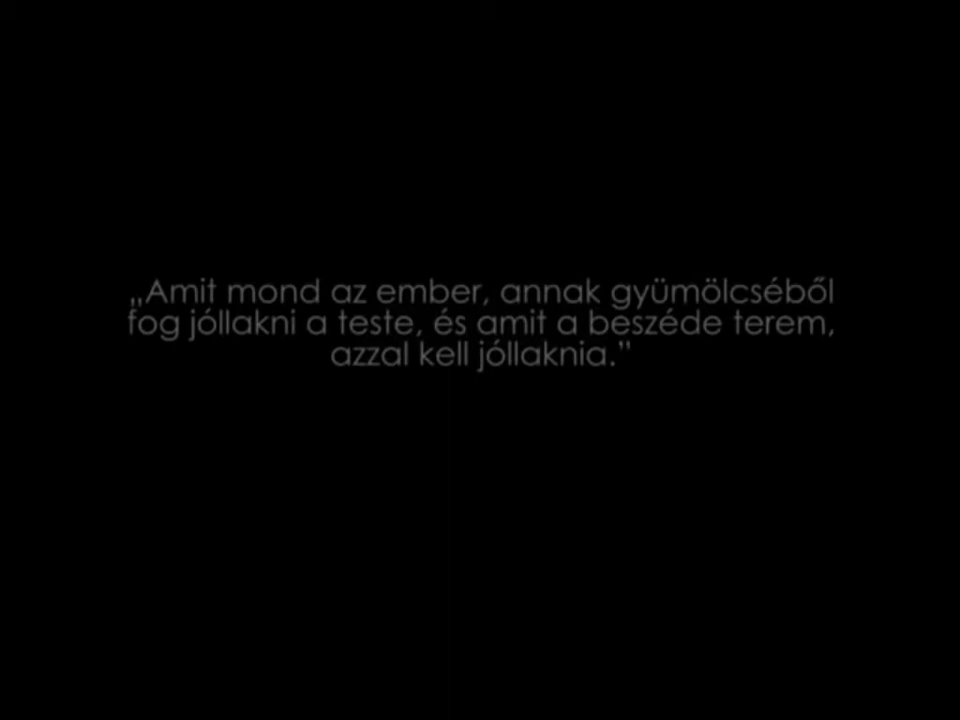 „Amit mond az ember, annak gyümölcséből
fog jóllakni a teste, és amit a beszéde terem,
azzal kell jóllaknia.”